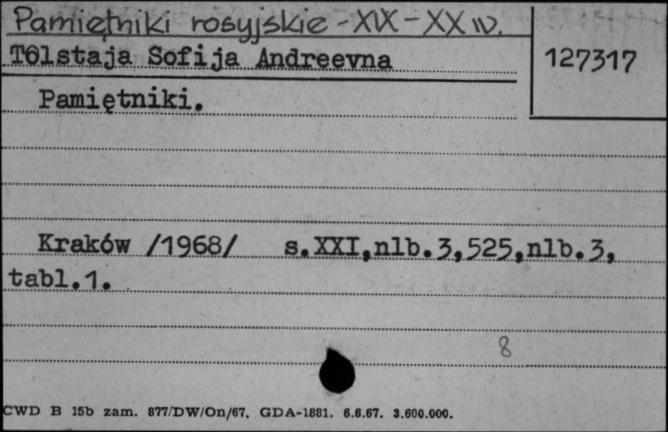 Pamiętniki rosyjskie - XIX - XX w.
Tolstaja Sofija Andreevna
127317
Pamiętniki.
Kraków /1968/ s.XXI,nlb.3,525,nlb.3,
tabl.1.
8
CWD B 15b zam. 877/DW/On/67. GDA-1881. 6.6.67. 3.600.000.